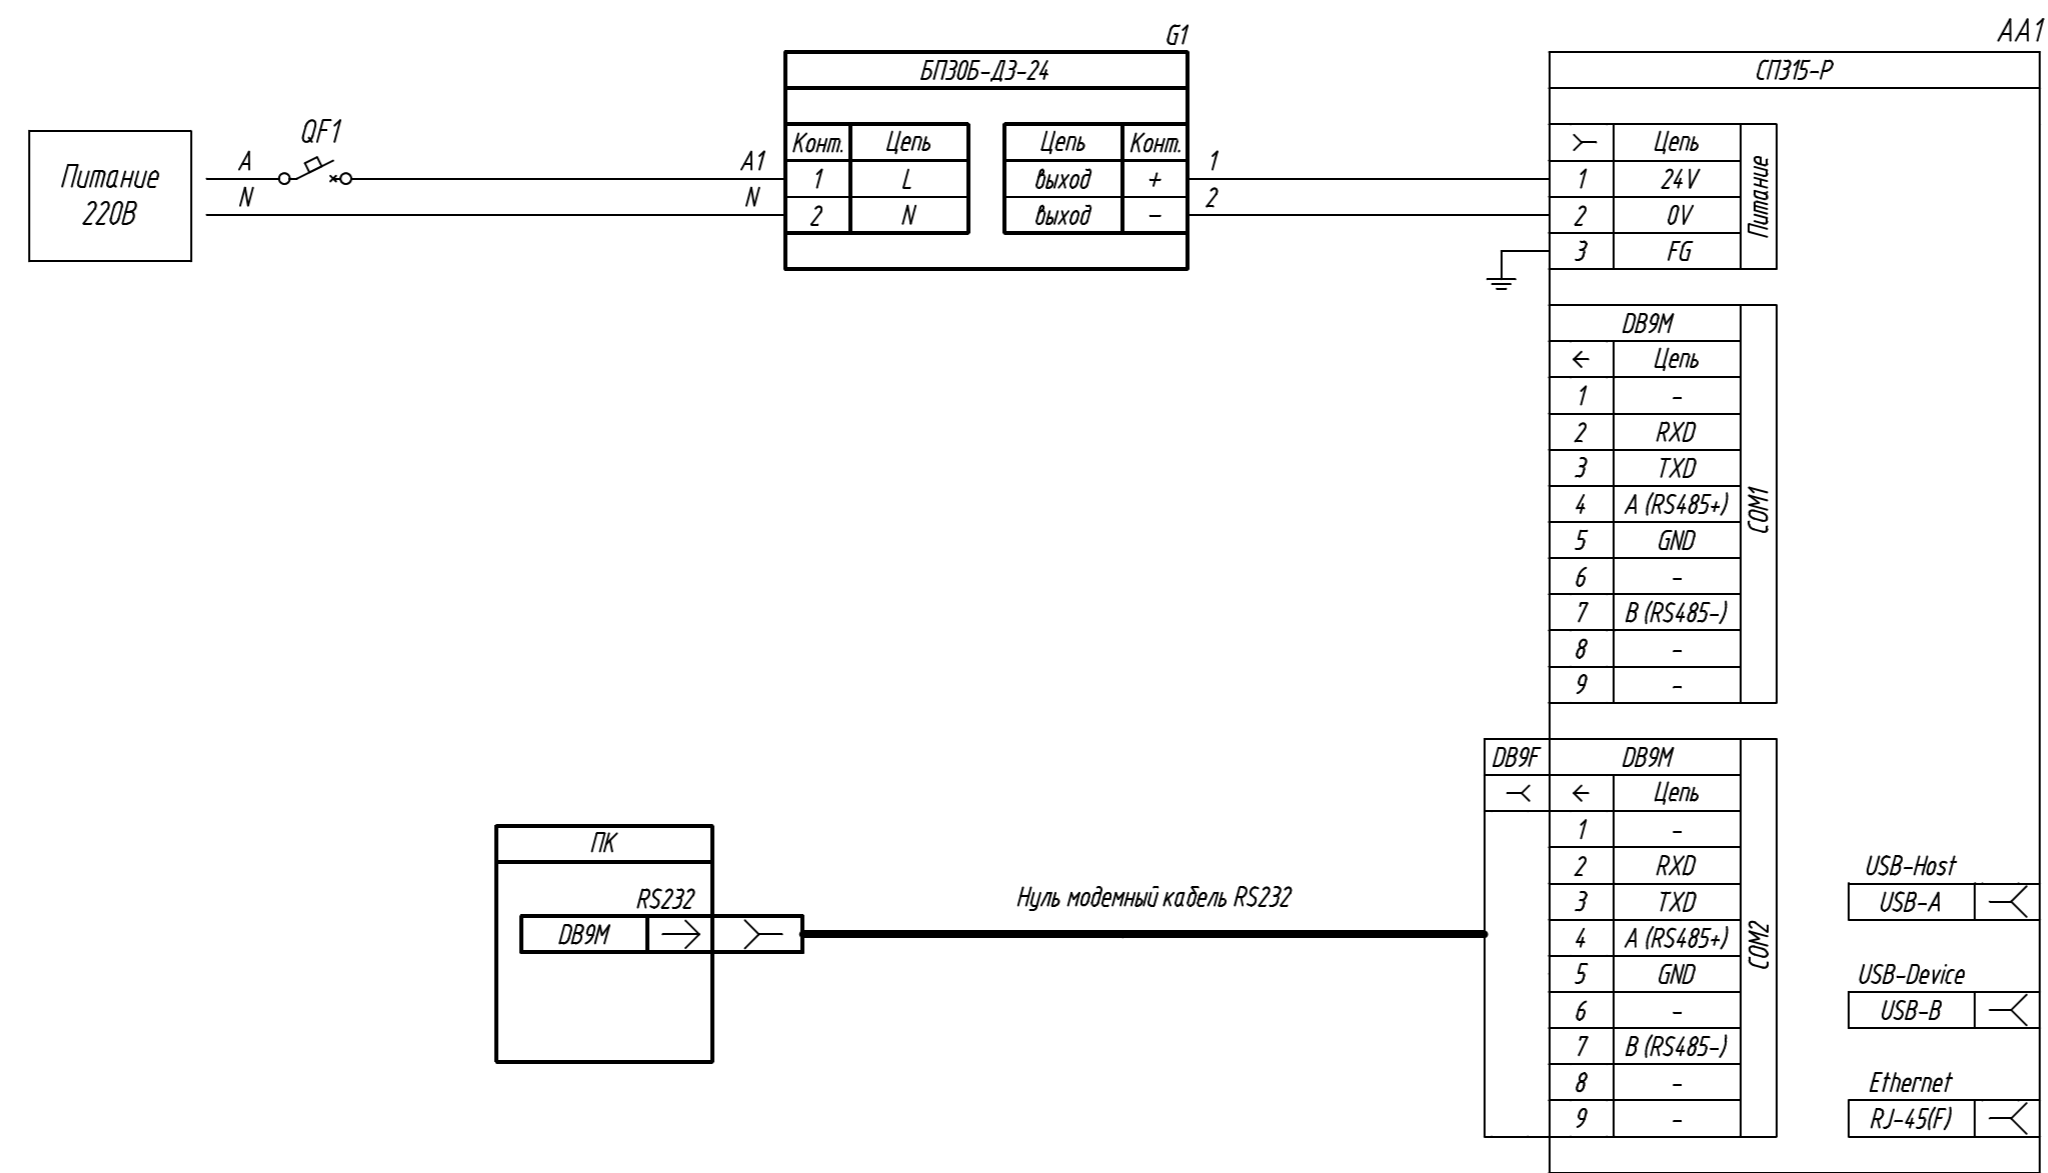 G1
AA1
БП30Б-Д3-24
СП315-Р
Питание
220В
QF1
A
N
A1
N
Конт. Цепь
1 L
2 N
Цепь Конт.
выход +
выход −
1
2
Цепь
1 24V
2 0V
3 FG
Питание
DB9M
Цепь
1 -
2 RXD
3 TXD
4 A (RS485+)
5 GND
6 -
7 B (RS485-)
8 -
9 -
COM1
DB9F
DB9M
Цепь
1 -
2 RXD
3 TXD
4 A (RS485+)
5 GND
6 -
7 B (RS485-)
8 -
9 -
COM2
ПК
RS232
DB9M
Нуль модемный кабель RS232
USB-Host
USB-A
USB-Device
USB-B
Ethernet
RJ-45(F)